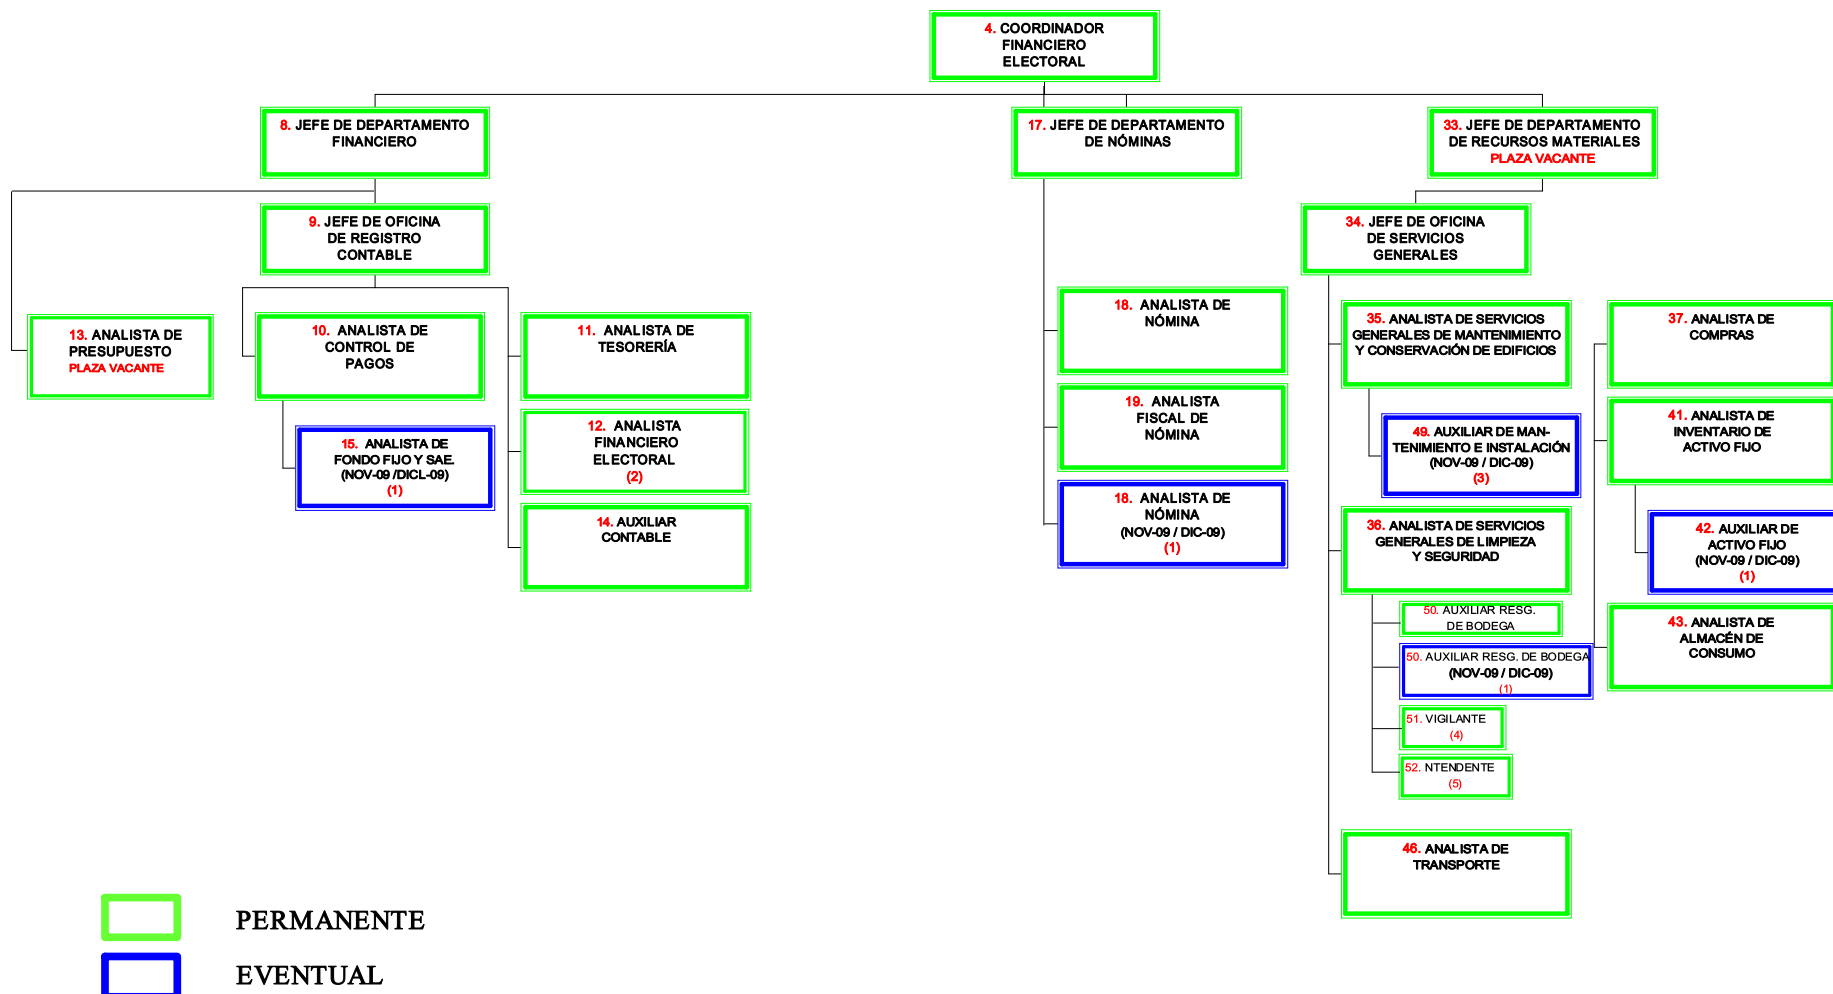 4. COORDINADOR
FINANCIERO
ELECTORAL
8. JEFE DE DEPARTAMENTO
FINANCIERO
17. JEFE DE DEPARTAMENTO
DE NÓMINAS
33. JEFE DE DEPARTAMENTO
DE RECURSOS MATERIALES
PLAZA VACANTE
9. JEFE DE OFICINA
DE REGISTRO
CONTABLE
34. JEFE DE OFICINA
DE SERVICIOS
GENERALES
13. ANALISTA DE
PRESUPUESTO
PLAZA VACANTE
10. ANALISTA DE
CONTROL DE
PAGOS
11. ANALISTA DE
TESORERÍA
15. ANALISTA DE
FONDO FIJO Y SAE.
(NOV-09 /DICL-09)
(1)
12. ANALISTA
FINANCIERO
ELECTORAL
(2)
14. AUXILIAR
CONTABLE
18. ANALISTA DE
NÓMINA
19. ANALISTA
FISCAL DE
NÓMINA
18. ANALISTA DE
NÓMINA
(NOV-09 / DIC-09)
(1)
35. ANALISTA DE SERVICIOS
GENERALES DE MANTENIMIENTO
Y CONSERVACIÓN DE EDIFICIOS
49. AUXILIAR DE MAN-
TENIMIENTO E INSTALACIÓN
(NOV-09 / DIC-09)
(3)
36. ANALISTA DE SERVICIOS
GENERALES DE LIMPIEZA
Y SEGURIDAD
50. AUXILIAR RESG.
DE BODEGA
50. AUXILIAR RESG. DE BODEGA
(NOV-09 / DIC-09)
(1)
51. VIGILANTE
(4)
52. NTENDENTE
(5)
46. ANALISTA DE
TRANSPORTE
37. ANALISTA DE
COMPRAS
41. ANALISTA DE
INVENTARIO DE
ACTIVO FIJO
42. AUXILIAR DE
ACTIVO FIJO
(NOV-09 / DIC-09)
(1)
43. ANALISTA DE
ALMACÉN DE
CONSUMO
PERMANENTE
EVENTUAL